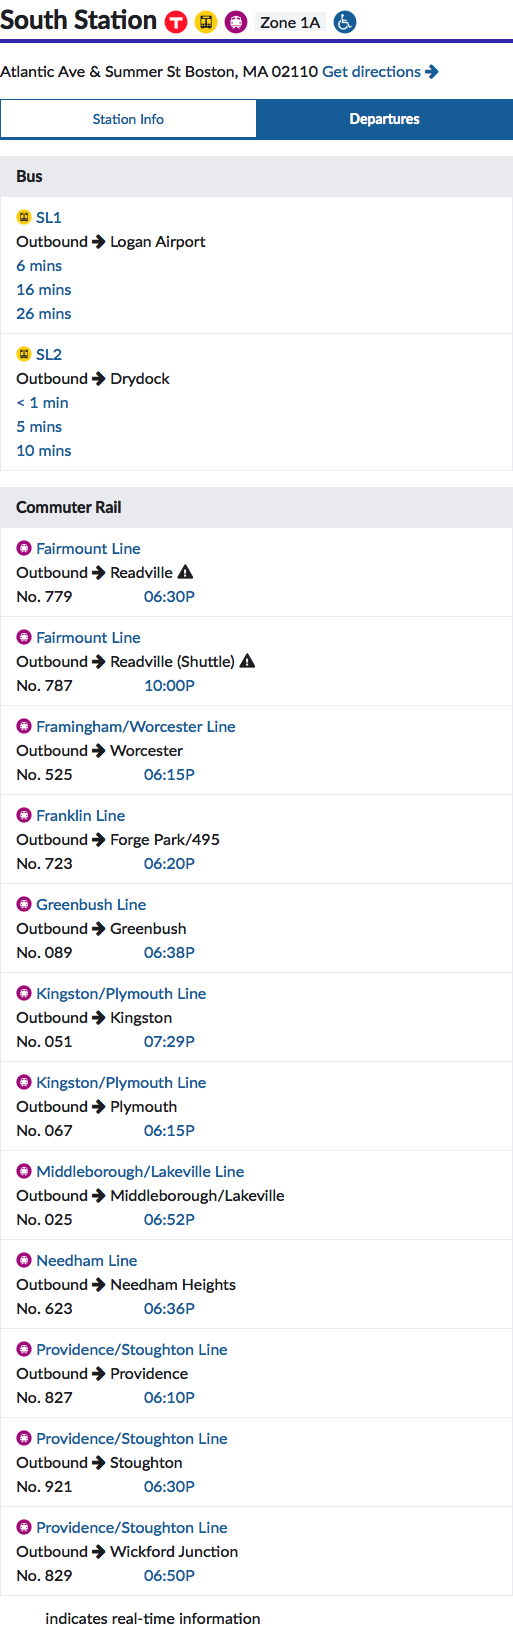 South Station T Zone 1A
Atlantic Ave & Summer St Boston, MA 02110 Get directions
Station Info Departures
Bus
SL1
Outbound Logan Airport
6 mins
16 mins
26 mins
SL2
Outbound Drydock
< 1 min
5 mins
10 mins
Commuter Rail
Fairmount Line
Outbound Readville
No. 779 06:30P
Fairmount Line
Outbound Readville (Shuttle)
No. 787 10:00P
Framingham/Worcester Line
Outbound Worcester
No. 525 06:15P
Franklin Line
Outbound Forge Park/495
No. 723 06:20P
Greenbush Line
Outbound Greenbush
No. 089 06:38P
Kingston/Plymouth Line
Outbound Kingston
No. 051 07:29P
Kingston/Plymouth Line
Outbound Plymouth
No. 067 06:15P
Middleborough/Lakeville Line
Outbound Middleborough/Lakeville
No. 025 06:52P
Needham Line
Outbound Needham Heights
No. 623 06:36P
Providence/Stoughton Line
Outbound Providence
No. 827 06:10P
Providence/Stoughton Line
Outbound Stoughton
No. 921 06:30P
Providence/Stoughton Line
Outbound Wickford Junction
No. 829 06:50P
indicates real-time information